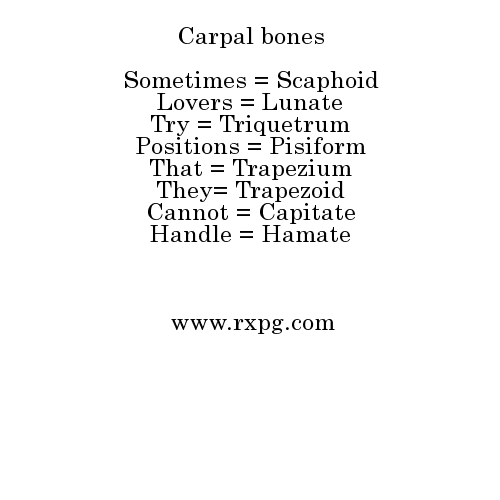 Carpal bones
Sometimes = Scaphoid
Lovers = Lunate
Try = Triquetrum
Positions = Pisiform
That = Trapezium
They= Trapezoid
Cannot = Capitate
Handle = Hamate
www.rxpg.com